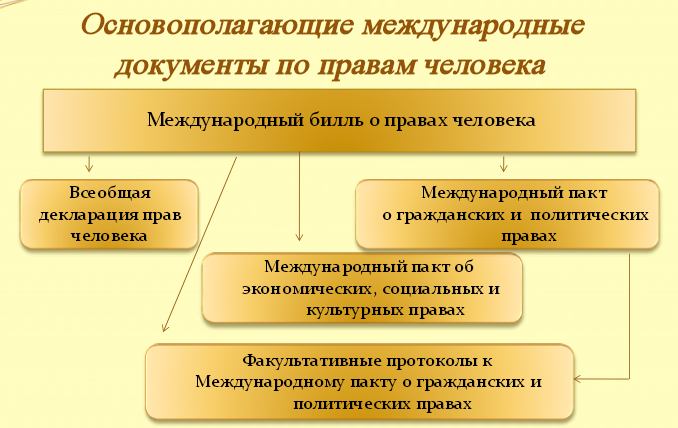 Основополагающие международные
документы по правам человека
Международный билль о правах человека
Всеобщая
декларация прав
человека
Международный пакт
о гражданских и политических
правах
Международный пакт об
экономических, социальных и
культурных правах
Факультативные протоколы к
Международному пакту о гражданских и
политических правах